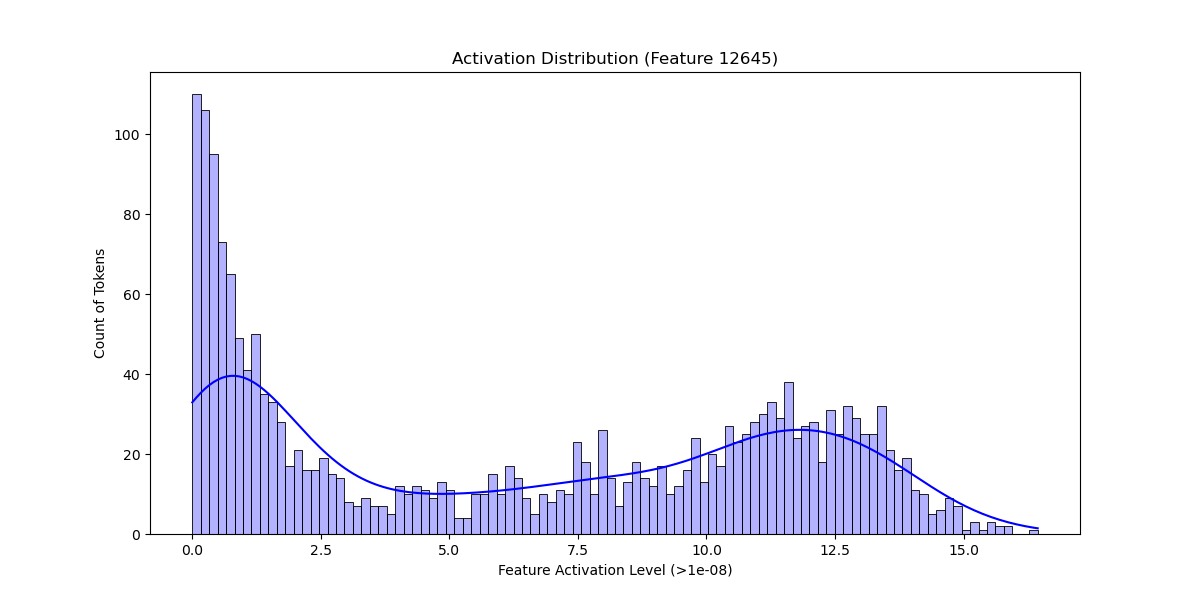 Activation Distribution (Feature 12645)
Count of Tokens
100
80
60
40
20
0
0.0 2.5 5.0 7.5 10.0 12.5 15.0
Feature Activation Level (>1e-08)